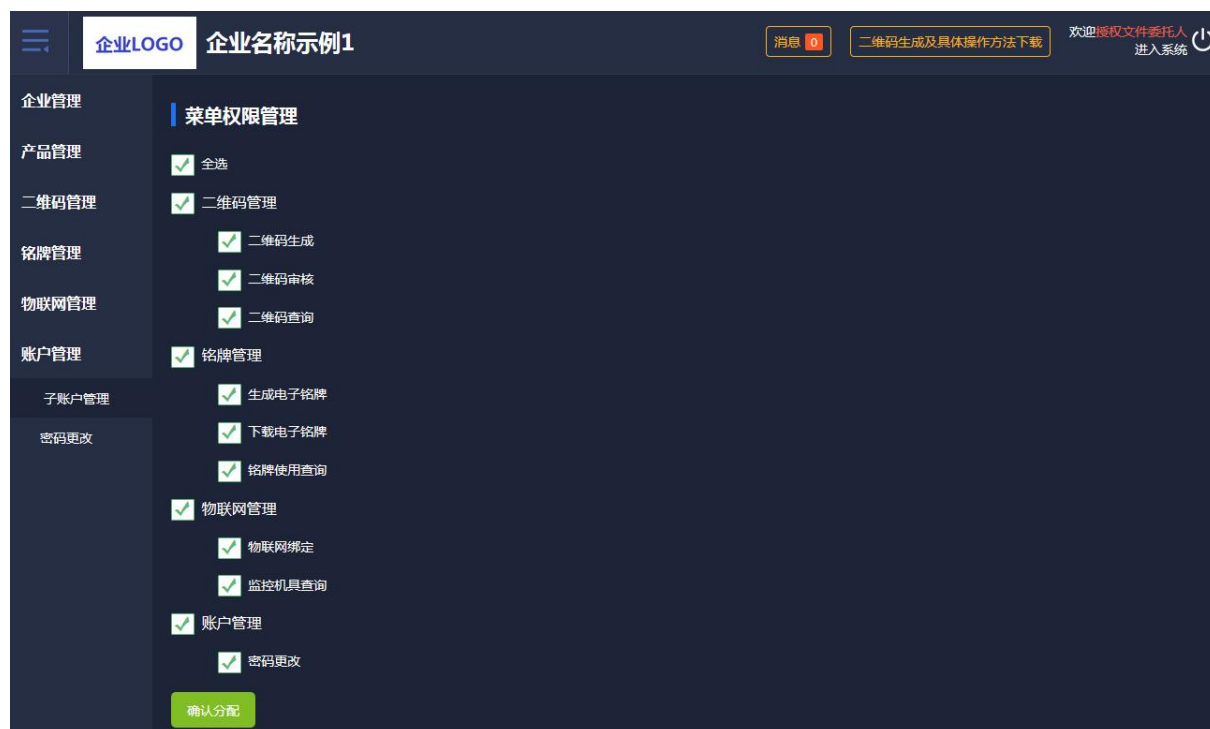 企业LOGO 企业名称示例1 消息 0 二维码生成及具体操作方法下载 欢迎授权文件委托人
进入系统
企业管理
产品管理
二维码管理
铭牌管理
物联网管理
账户管理
子账户管理
密码更改
菜单权限管理
全选
二维码管理
二维码生成
二维码审核
二维码查询
铭牌管理
生成电子铭牌
下载电子铭牌
铭牌使用查询
物联网管理
物联网绑定
监控机具查询
账户管理
密码更改
确认分配